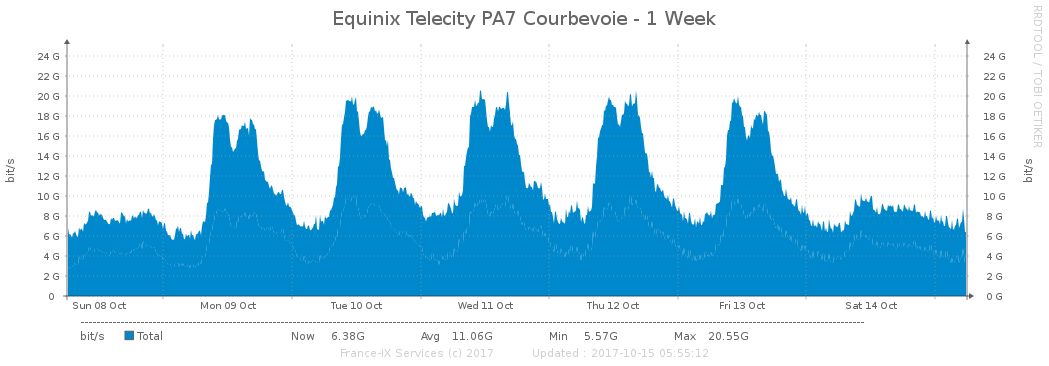 Equinix Telecity PA7 Courbevoie - 1 Week
RRDTOOL / TOBI OETIKER
24 G 24 G
22 G 22 G
20 G 20 G
18 G 18 G
16 G 16 G
14 G 14 G
12 G 12 G
10 G 10 G
8 G 8 G
6 G 6 G
4 G 4 G
2 G 2 G
0 0 G
bit/s
bit/s
Sun 08 Oct Mon 09 Oct Tue 10 Oct Wed 11 Oct Thu 12 Oct Fri 13 Oct Sat 14 Oct
bit/s Total Now 6.38G Avg 11.06G Min 5.57G Max 20.55G
France-IX Services (c) 2017 Updated : 2017-10-15 05:55:12